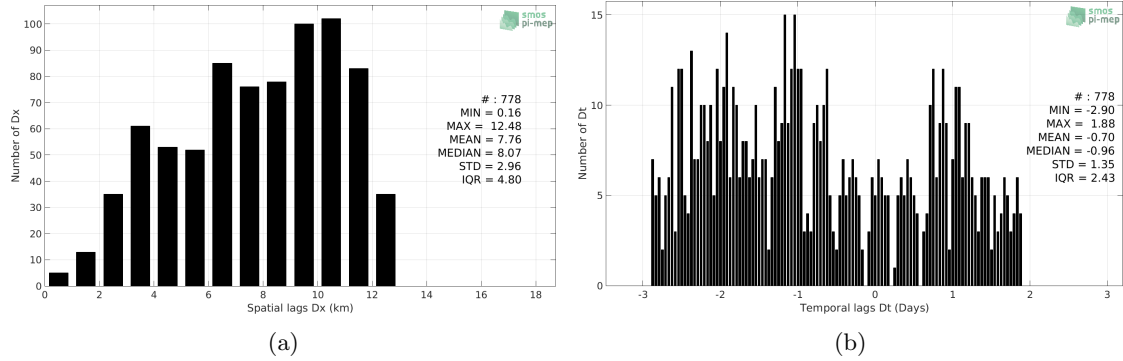 smos
pi-mep
100
90
80
70
60
50
40
30
20
10
0
Number of Dx
# : 778
MIN = 0.16
MAX = 12.48
MEAN = 7.76
MEDIAN = 8.07
STD = 2.96
IQR = 4.80
0 2 4 6 8 10 12 14 16 18
Spatial lags Dx (km)
(a)
smos
pi-mep
15
10
5
0
Number of Dt
# : 778
MIN = -2.90
MAX = 1.88
MEAN = -0.70
MEDIAN = -0.96
STD = 1.35
IQR = 2.43
-3 -2 -1 0 1 2 3
Temporal lags Dt (Days)
(b)